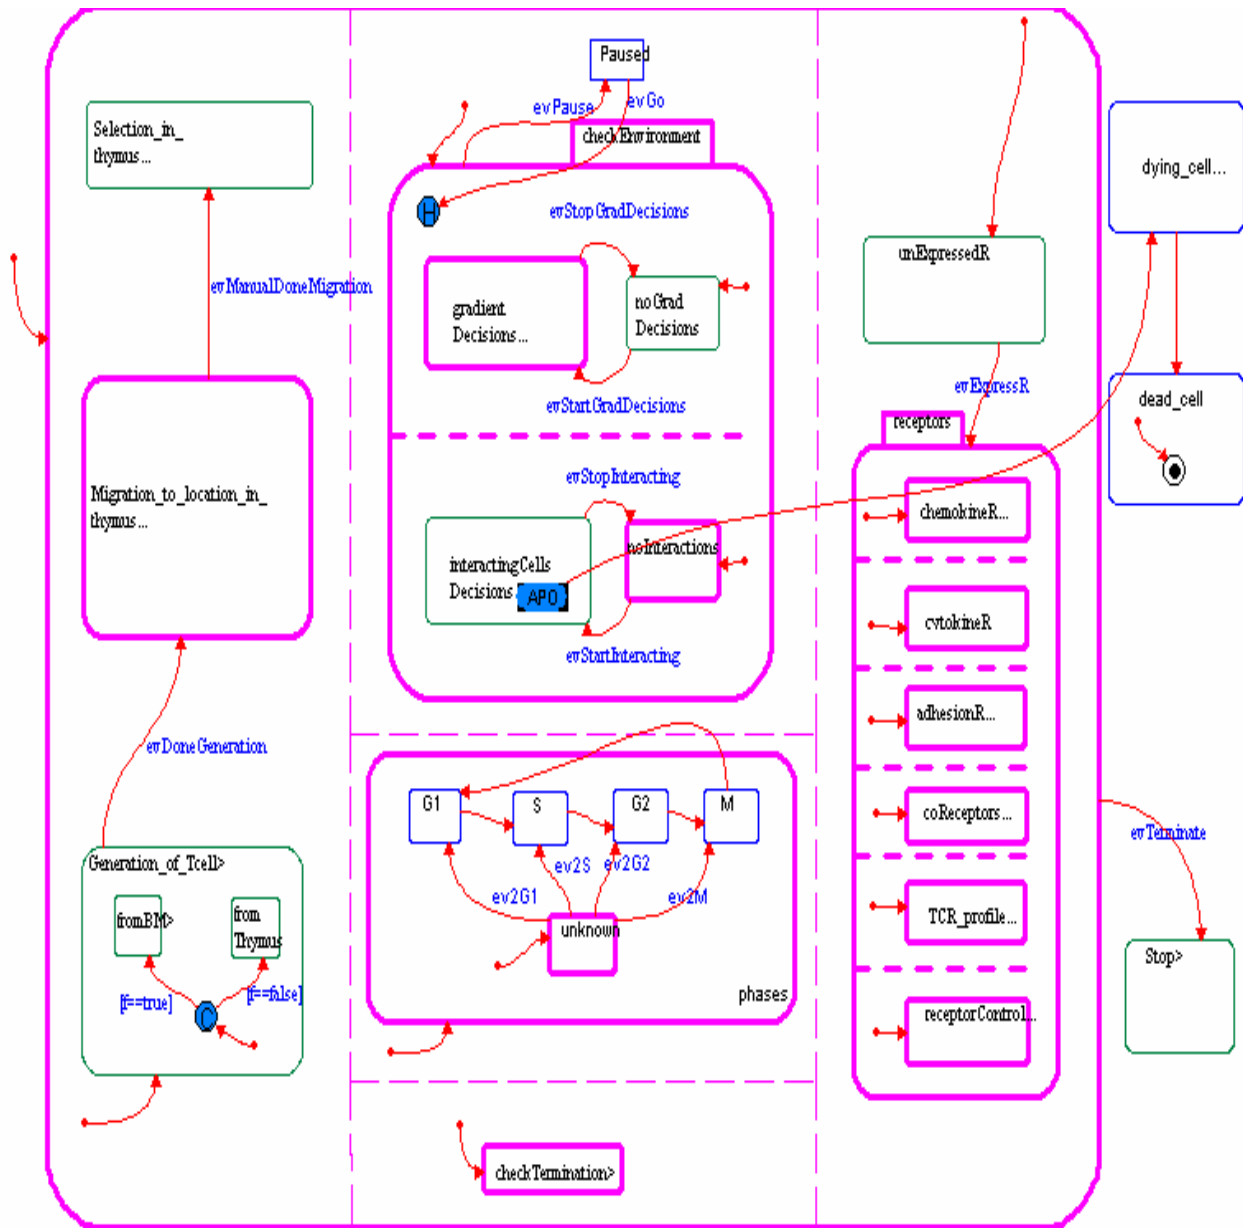 Selection_in_
thymus...
evManualDoneMigration
Migration_to_location_in_
thymus...
evDoneGeneration
Generation_of_Tcell>
fromBM>
from
Thymus
[f==true]
[f==false]
C
Paused
evPause
evGo
checkEnvironment
H
evStopGradDecisions
gradient
Decisions...
noGrad
Decisions
evStartGradDecisions
evStopInteracting
interactingCells
Decisions...
APO
noInteractions
evStartInteracting
G1
S
G2
M
ev2G1
ev2S
ev2G2
ev2M
unknown
phases
checkTermination>
unExpressedR
evExpressR
receptors
chemokineR...
cytokineR
adhesionR...
coReceptors...
TCR_profile...
receptorControl...
dying_cell...
dead_cell
evTerminate
Stop>